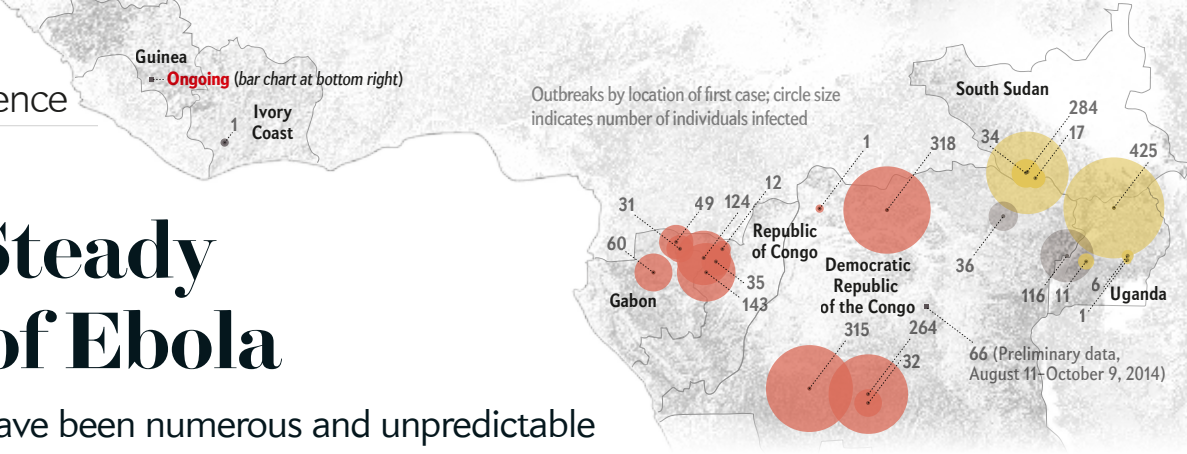 ence
Steady
of Ebola
ave been numerous and unpredictable
Guinea
Ongoing (bar chart at bottom right)
Ivory
Coast
1
Outbreaks by location of first case; circle size
indicates number of individuals infected
31
49
124
12
60
Gabon
35
143
Republic
of Congo
1
318
Democratic
Republic
of the Congo
315
264
32
66 (Preliminary data,
August 11–October 9, 2014)
South Sudan
34
284
17
425
36
116
11
6
1
Uganda